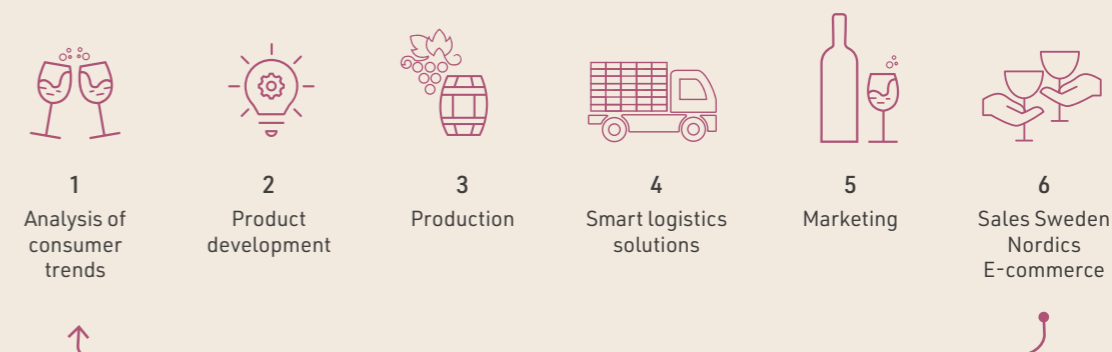 1
Analysis of
consumer
trends
2
Product
development
3
Production
4
Smart logistics
solutions
5
Marketing
6
Sales Sweden
Nordics
E-commerce